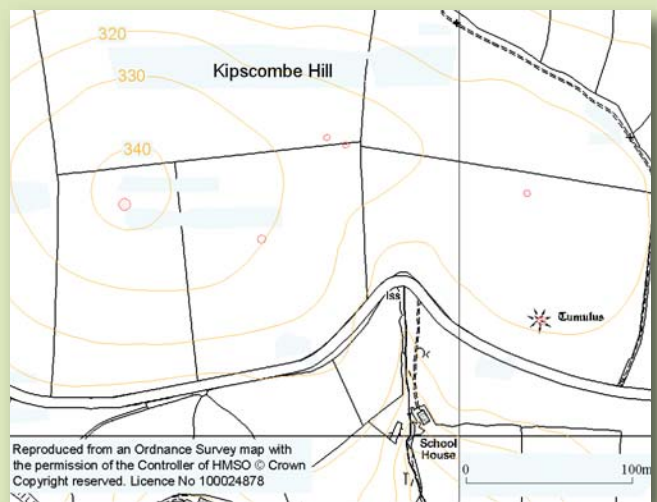 320
Kipscombe Hill
330
340
Iss
Tumulus
School
House
Reproduced from an Ordnance Survey map with
the permission of the Controller of HMSO © Crown
Copyright reserved. Licence No 100024878
0 100m